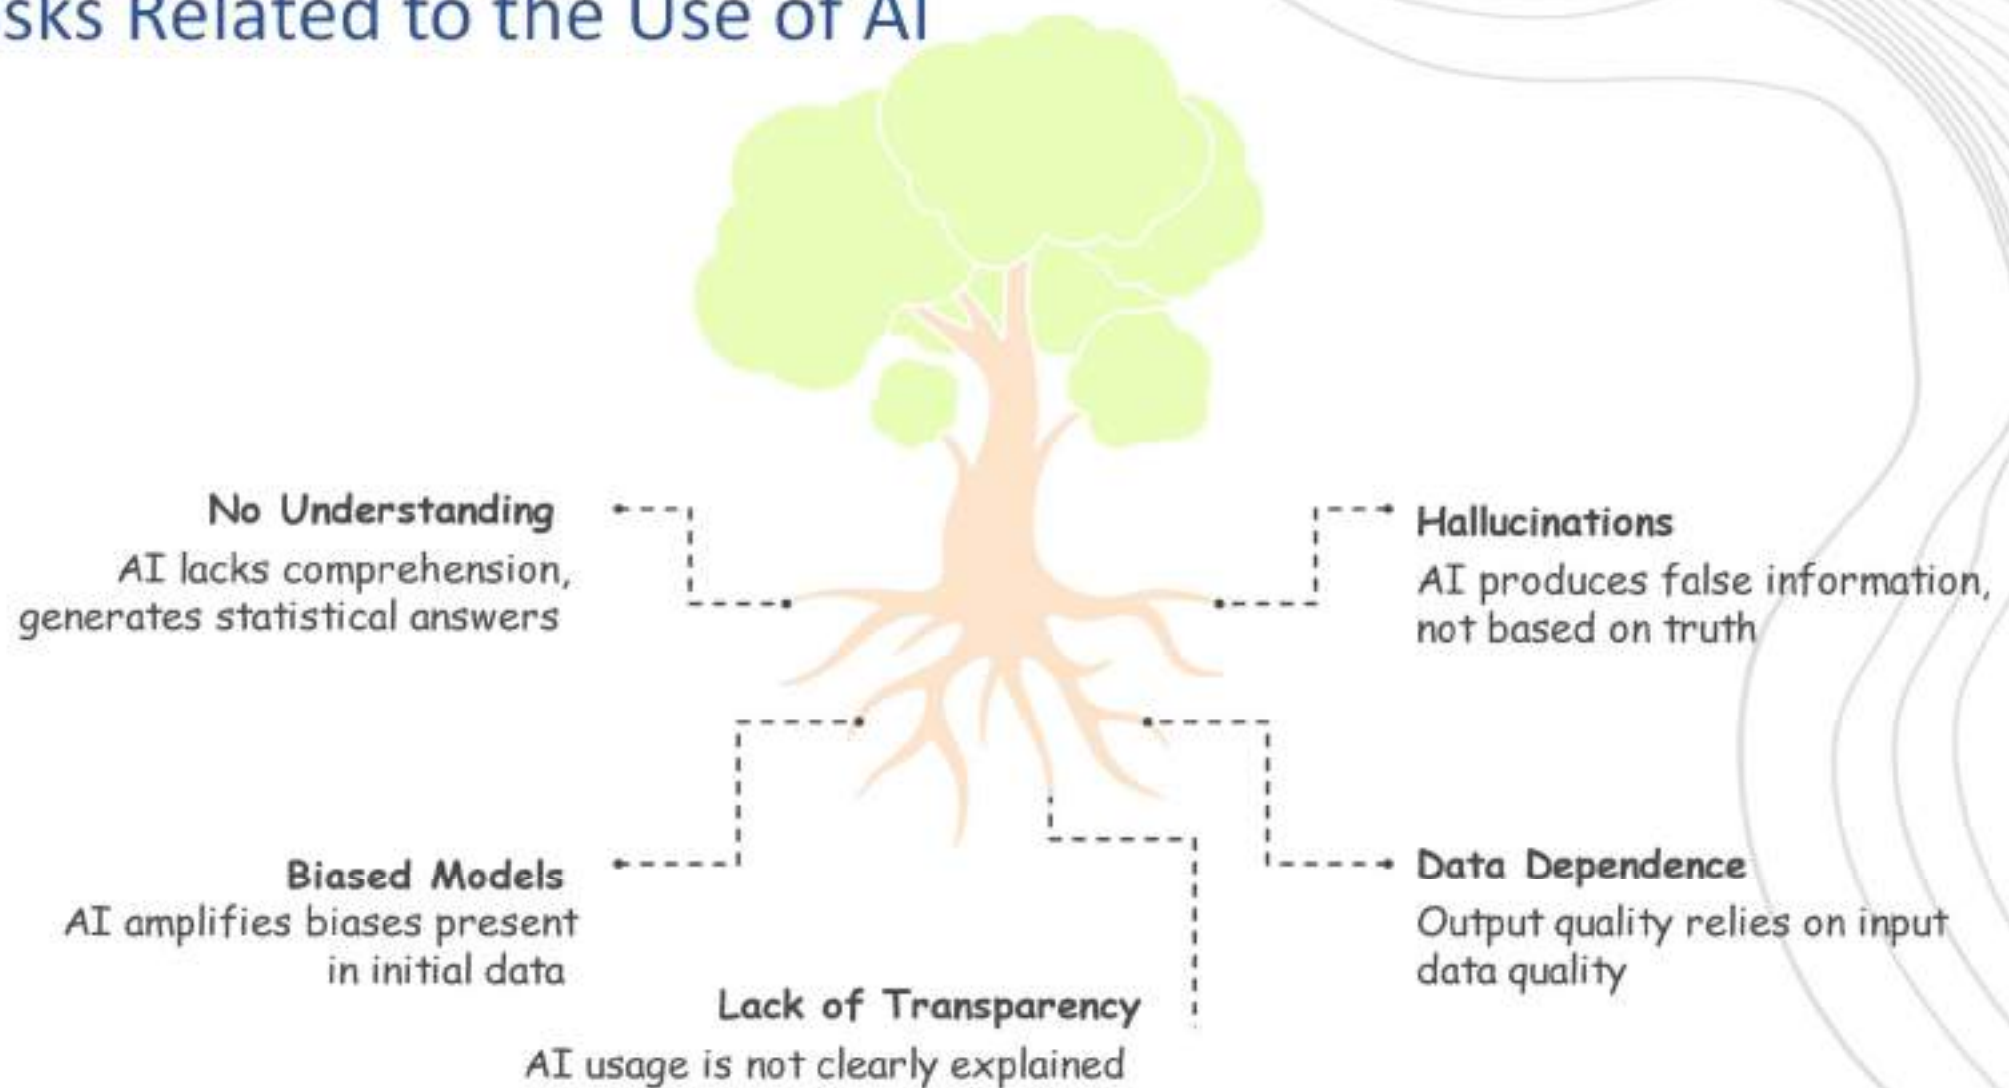 sks Related to the Use of AI
No Understanding
AI lacks comprehension,
generates statistical answers
Hallucinations
AI produces false information,
not based on truth
Biased Models
AI amplifies biases present
in initial data
Data Dependence
Output quality relies on input
data quality
Lack of Transparency
AI usage is not clearly explained